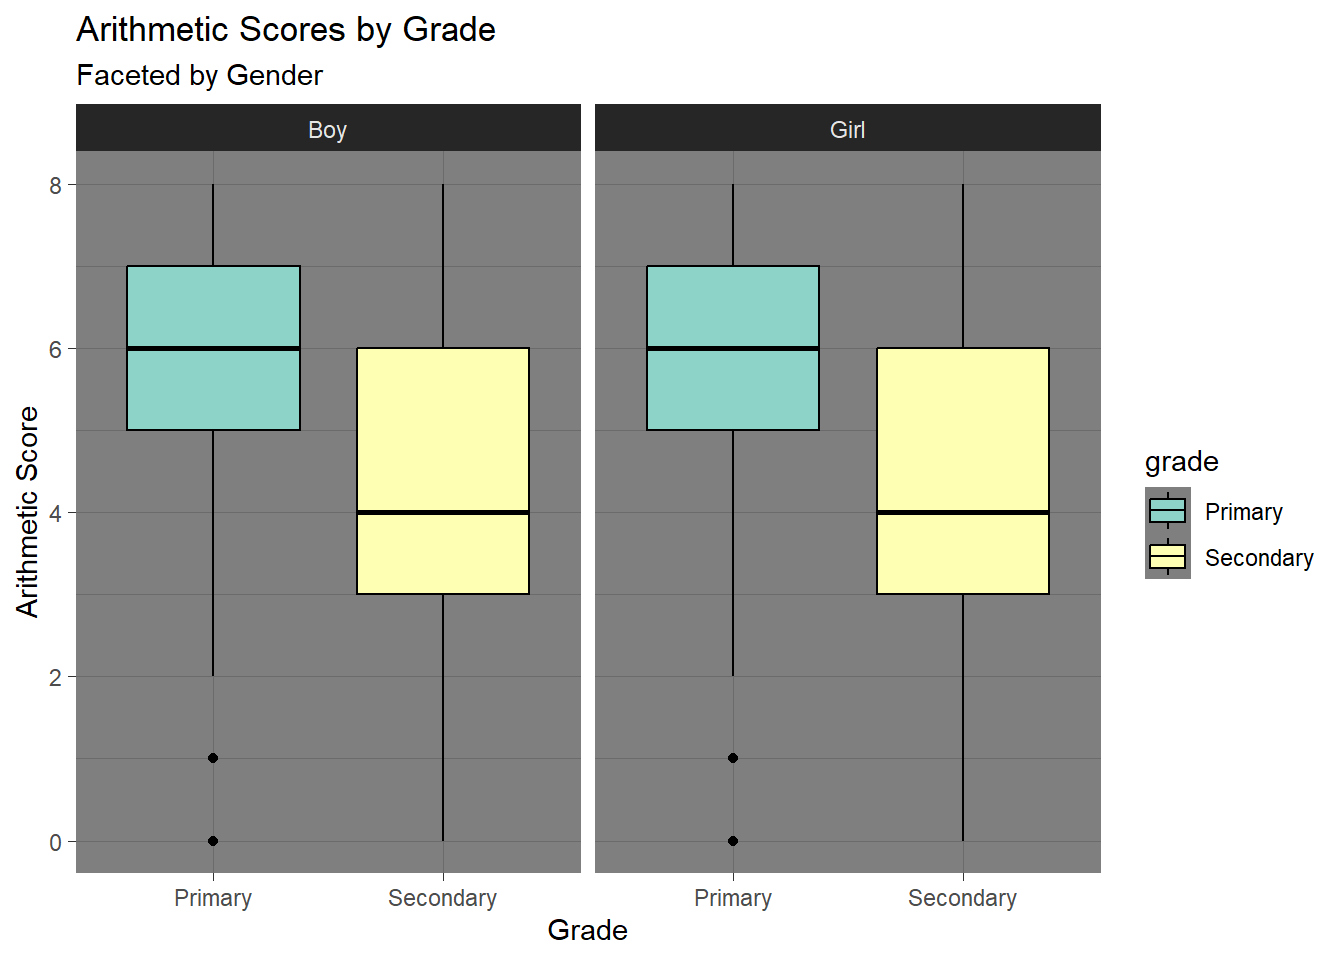 Arithmetic Scores by Grade
Faceted by Gender
Boy
Girl
Arithmetic Score
8
6
4
2
0
Primary
Secondary
Primary
Secondary
Grade
grade
Primary
Secondary